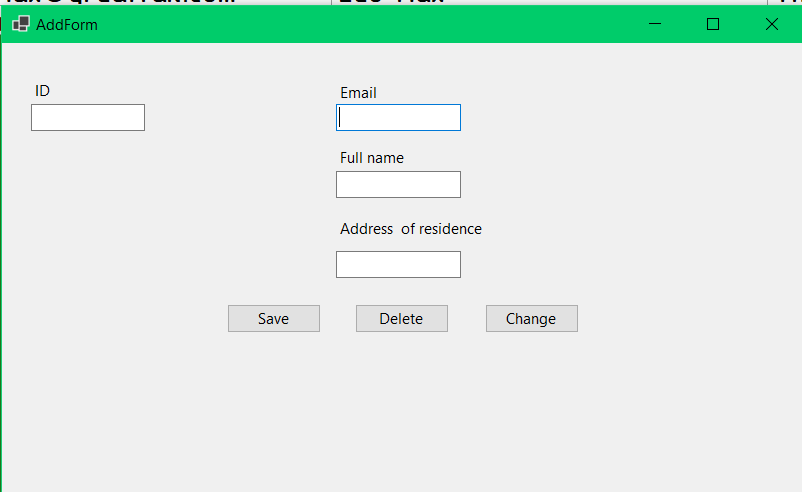 AddForm
ID
Email
Full name
Address  of residence
Save
Delete
Change